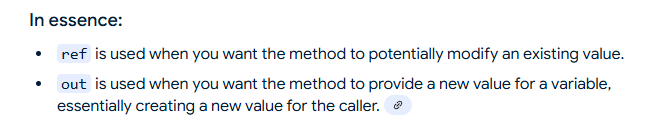 In essence:
• ref is used when you want the method to potentially modify an existing value.
• out is used when you want the method to provide a new value for a variable,
essentially creating a new value for the caller.